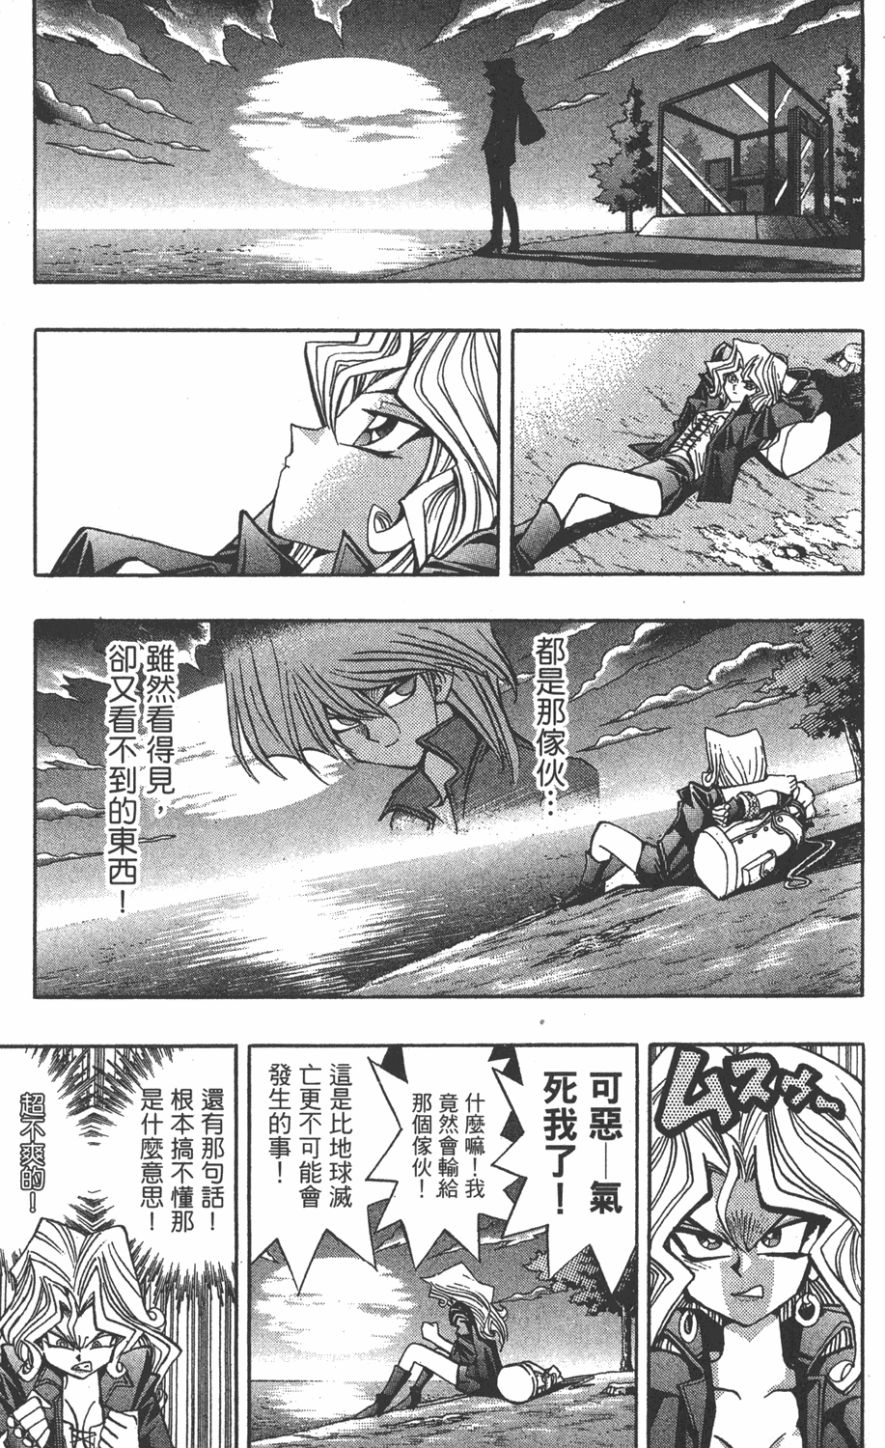 都是那傢伙…
雖然看得見，
卻又看不到的東西！
ムスッ
可惡—氣
死我了！
什麼嘛！我
竟然會輸給
那個傢伙！
這是比地球滅
亡更不可能會
發生的事！
還有那句話！
根本搞不懂那
是什麼意思！
超不爽的！